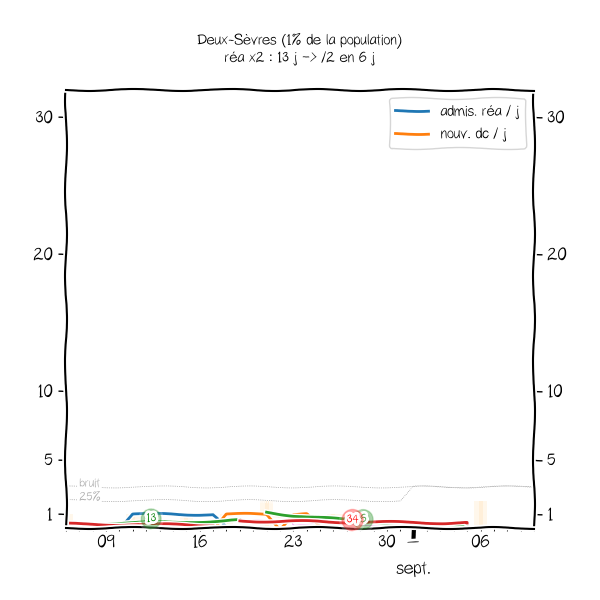 Deux-Sèvres (1% de la population)
réa x2 : 13 j -> /2 en 6 j
admis. réa / j
nouv. dc / j
30 30
20 20
10 10
5 5
bruit
25%
1 1
13 34
09 16 23 30 06
sept.